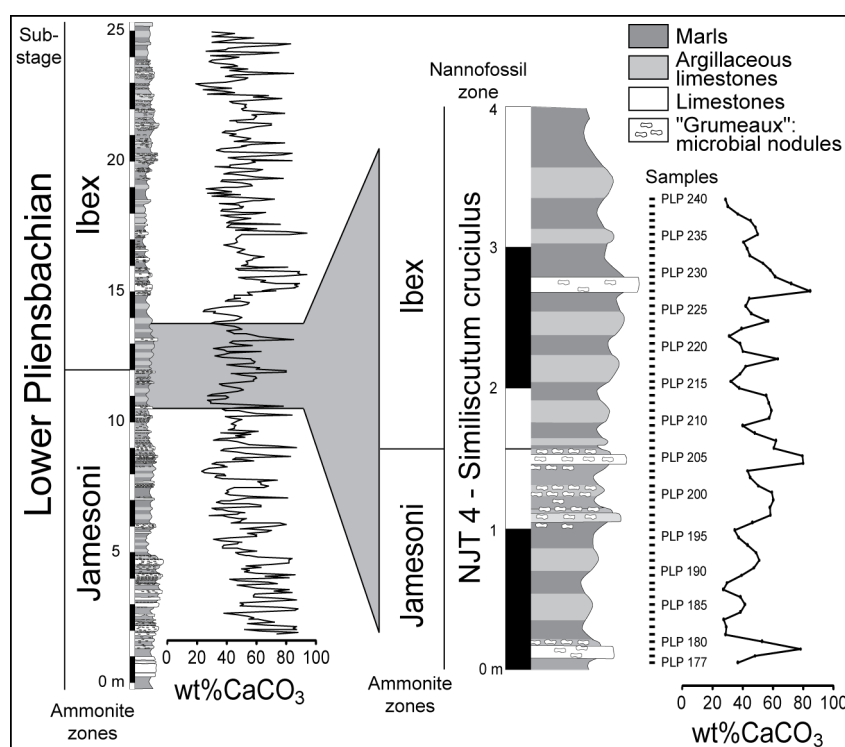 Sub-
stage
Lower Pliensbachian
Ibex
Jamesoni
25
20
15
10
5
0 m
Ammonite
zones
20 40 60 80 100
wt%CaCO3
Ibex
Jamesoni
Ammonite
zones
Nannofossil
zone
NJT 4 - Similiscutum cruciulus
4
3
2
1
0 m
Marls
Argillaceous
limestones
Limestones
"Grumeaux":
microbial nodules
Samples
PLP 240
PLP 235
PLP 230
PLP 225
PLP 220
PLP 215
PLP 210
PLP 205
PLP 200
PLP 195
PLP 190
PLP 185
PLP 180
PLP 177
0 20 40 60 80 100
wt%CaCO3